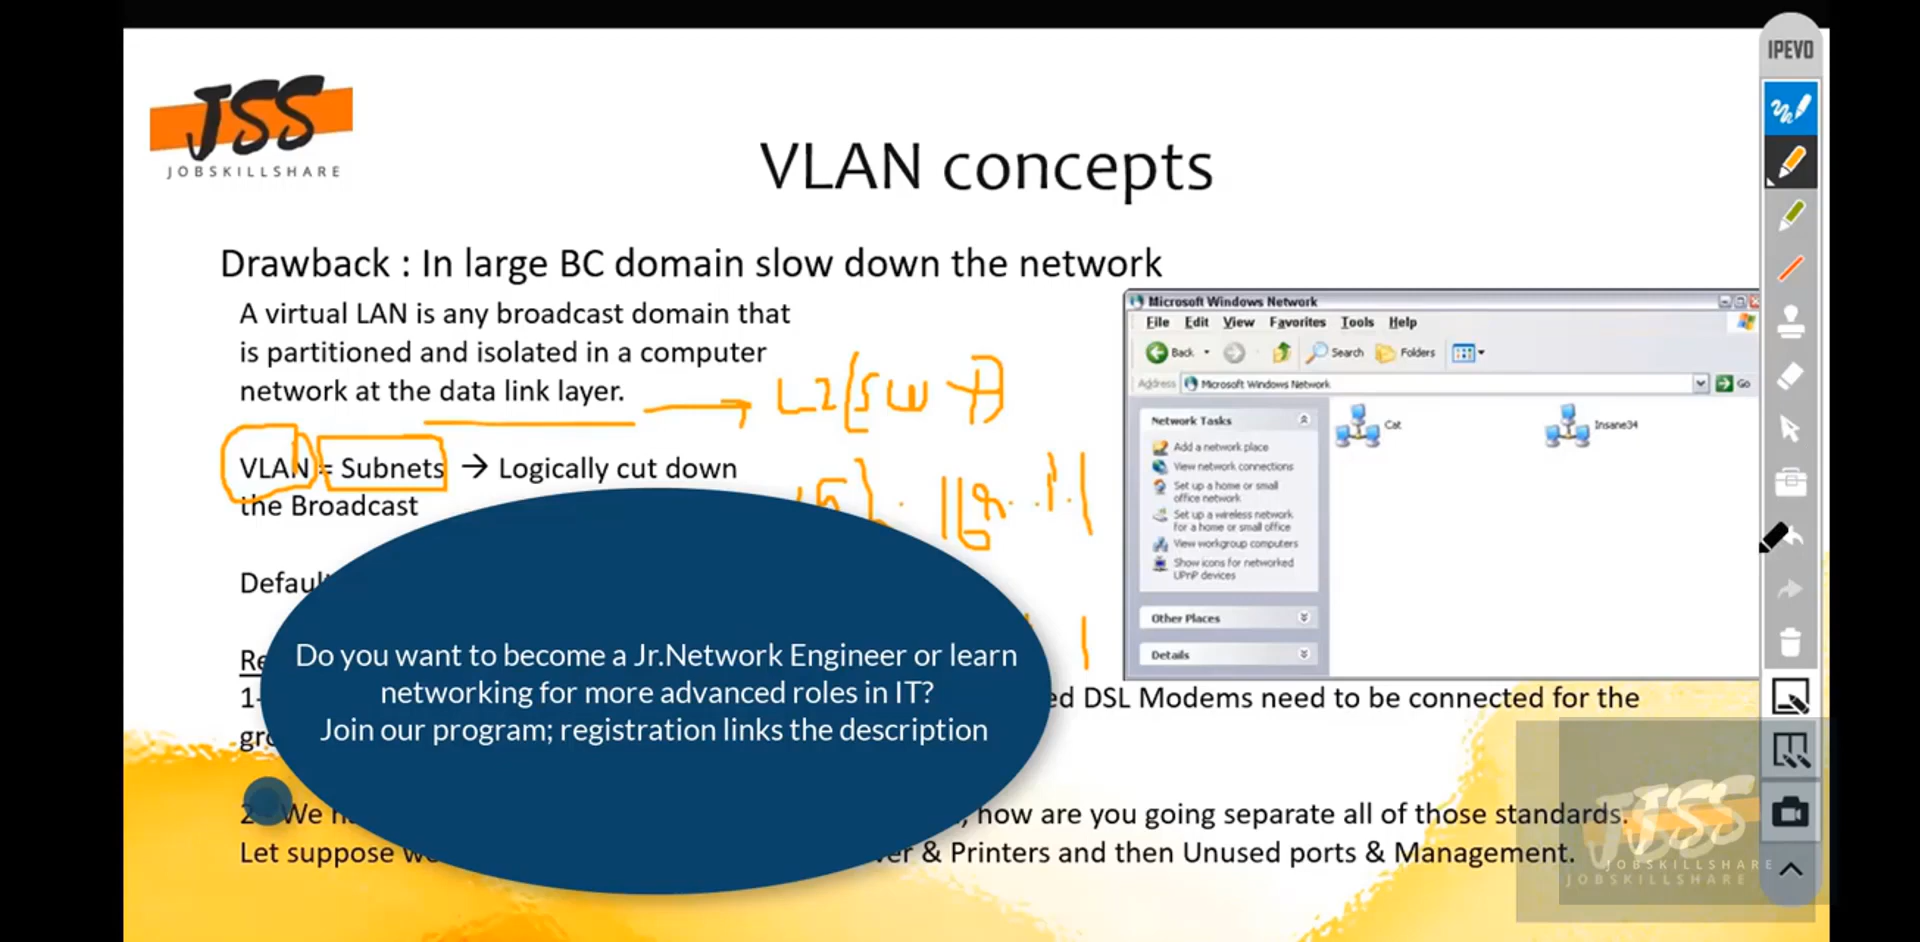 IPEVO
JSS
JOBSKILLSHARE
VLAN concepts
Drawback : In large BC domain slow down the network
A virtual LAN is any broadcast domain that
is partitioned and isolated in a computer
network at the data link layer.
L2(SW
VLAN = Subnets → Logically cut down
the Broadcast
Microsoft Windows Network
File Edit View Favorites Tools Help
Back Search Folders
Address Microsoft Windows Network Go
Network Tasks
Add a network place
View network connections
Set up a home or small
office network
Set up a wireless network
for a home or small office
View workgroup computers
Show icons for networked
UPnP devices
Other Places
Details
Cat
Insane34
Do you want to become a Jr.Network Engineer or learn
networking for more advanced roles in IT?
Join our program; registration links the description
1-
DSL Modems need to be connected for the
2- We
how are you going separate all of those standards.
Let suppose
& Printers and then Unused ports & Management.
JSS
JOBSKILLSHARE
JOBSKILLSHARE